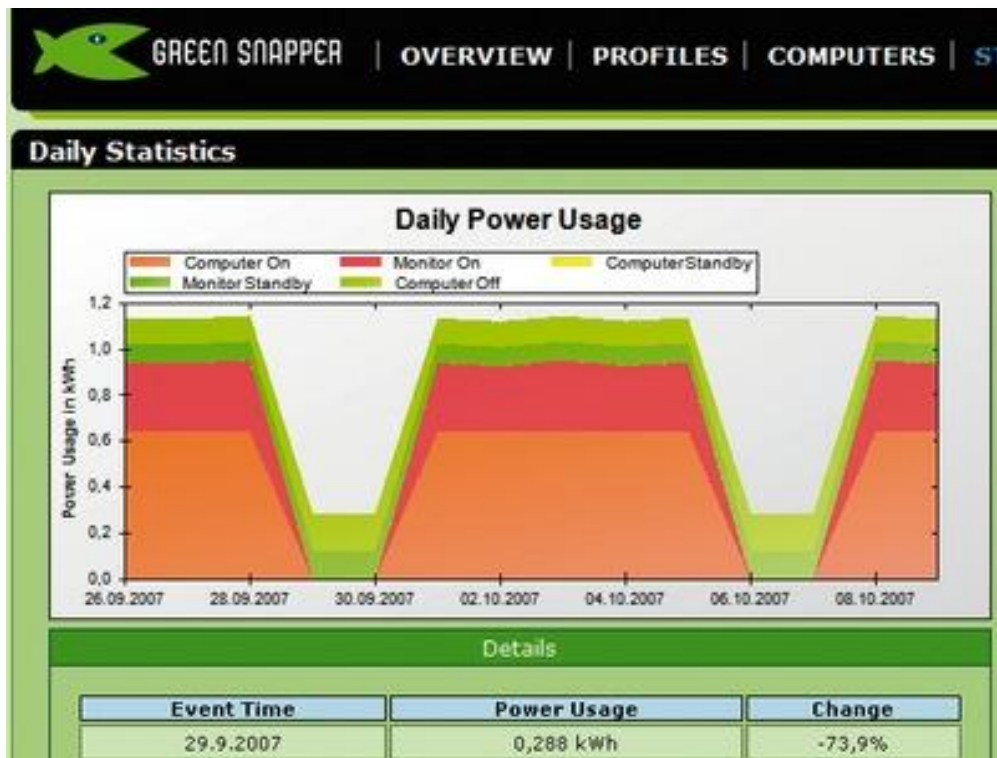 GREEN SNAPPER | OVERVIEW | PROFILES | COMPUTERS |
Daily Statistics
Daily Power Usage
Computer On Monitor On Computer Standby
Monitor Standby Computer Off
Power Usage in kWh
1,2
1,0
0,8
0,6
0,4
0,2
0,0
26.09.2007 28.09.2007 30.09.2007 02.10.2007 04.10.2007 06.10.2007 08.10.2007
Details
Event Time Power Usage Change
29.9.2007 0,288 kWh -73,9%